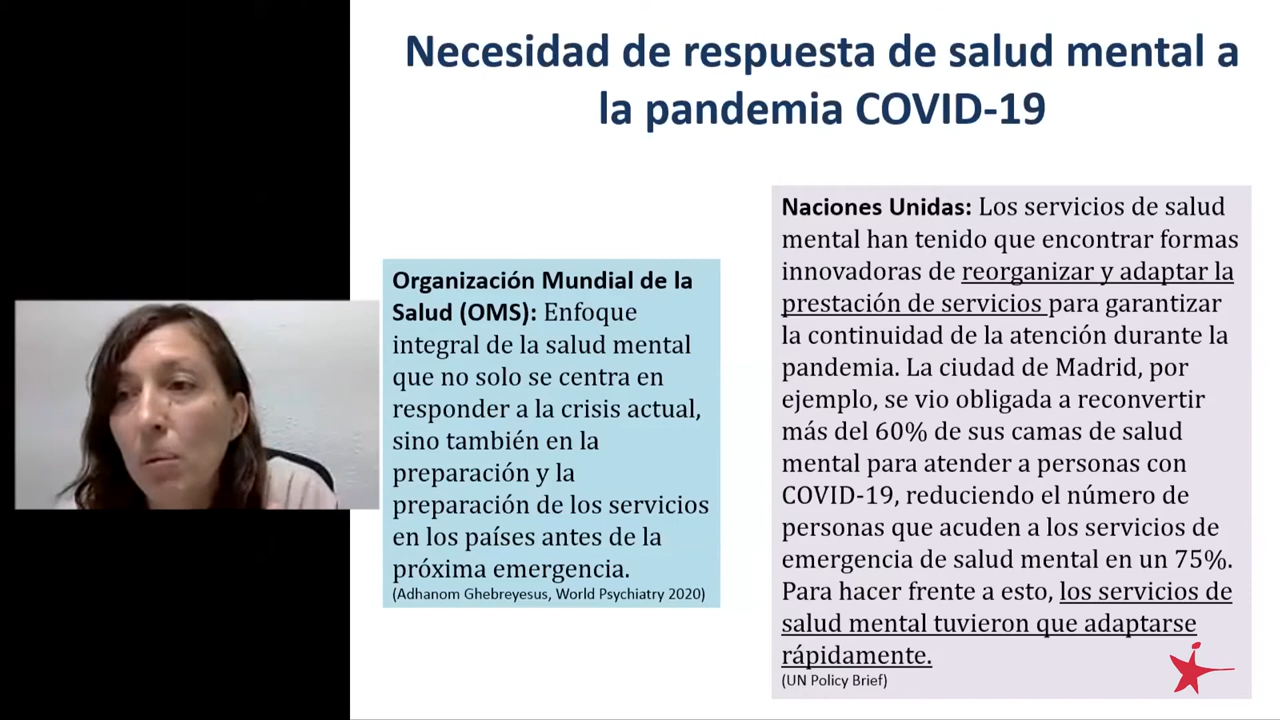 Necesidad de respuesta de salud mental a
la pandemia COVID-19
Organización Mundial de la
Salud (OMS): Enfoque
integral de la salud mental
que no solo se centra en
responder a la crisis actual,
sino también en la
preparación y la
preparación de los servicios
en los países antes de la
próxima emergencia.
(Adhanom Ghebreyesus, World Psychiatry 2020)
Naciones Unidas: Los servicios de salud
mental han tenido que encontrar formas
innovadoras de reorganizar y adaptar la
prestación de servicios para garantizar
la continuidad de la atención durante la
pandemia. La ciudad de Madrid, por
ejemplo, se vio obligada a reconvertir
más del 60% de sus camas de salud
mental para atender a personas con
COVID-19, reduciendo el número de
personas que acuden a los servicios de
emergencia de salud mental en un 75%.
Para hacer frente a esto, los servicios de
salud mental tuvieron que adaptarse
rápidamente.
(UN Policy Brief)